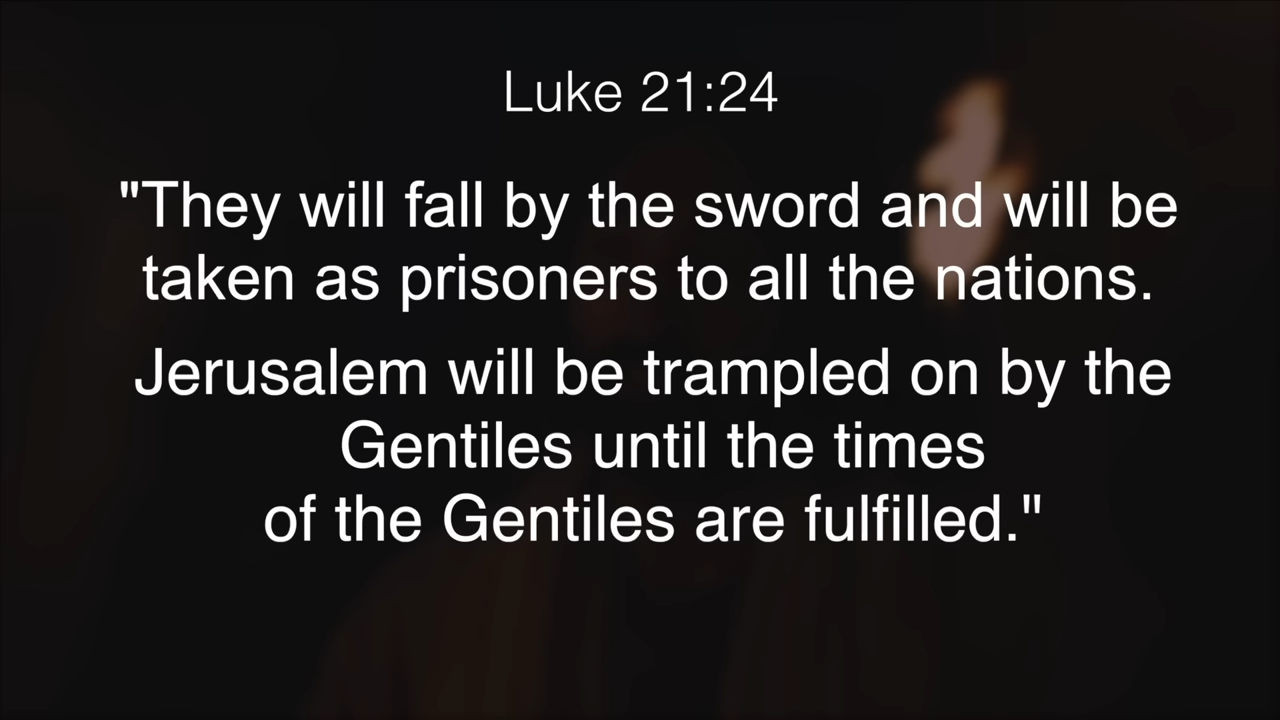 Luke 21:24
"They will fall by the sword and will be
taken as prisoners to all the nations.
Jerusalem will be trampled on by the
Gentiles until the times
of the Gentiles are fulfilled."